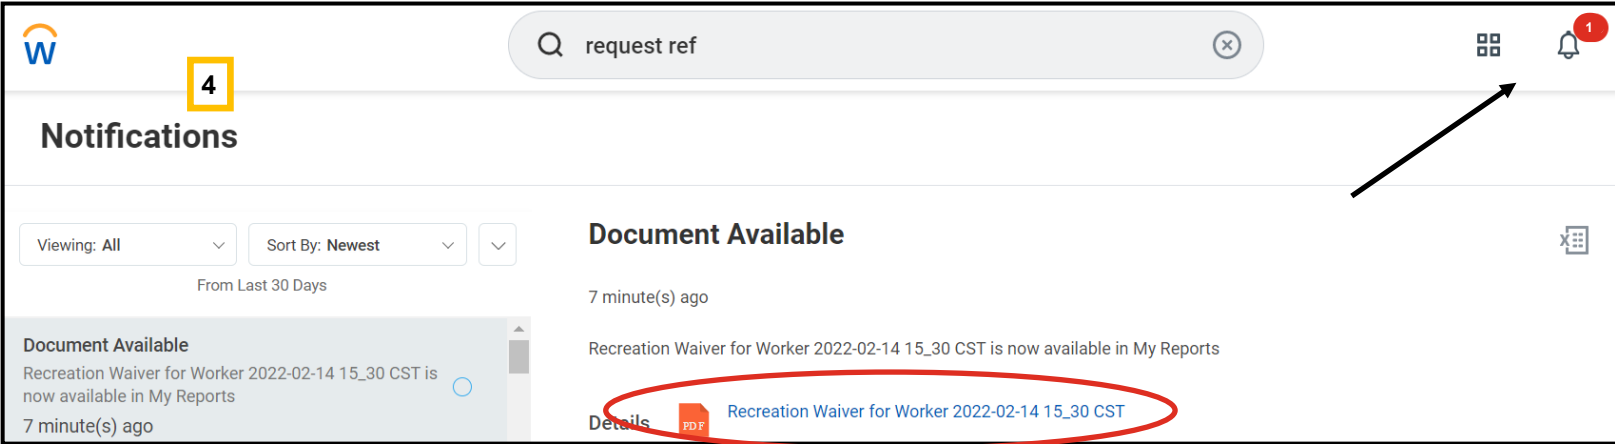 W
request ref
1
4
Notifications
Viewing: All
Sort By: Newest
From Last 30 Days
Document Available
Recreation Waiver for Worker 2022-02-14 15_30 CST is
now available in My Reports
7 minute(s) ago
Document Available
7 minute(s) ago
Recreation Waiver for Worker 2022-02-14 15_30 CST is now available in My Reports
Details
PDF
Recreation Waiver for Worker 2022-02-14 15_30 CST